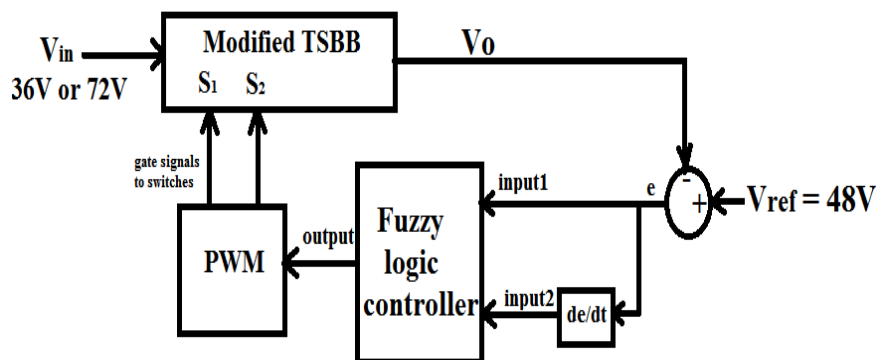 Vin
36V or 72V
Modified TSBB
S1 S2
Vo
gate signals
to switches
PWM
output
Fuzzy
logic
controller
input1
input2
de/dt
e
-
+
Vref = 48V